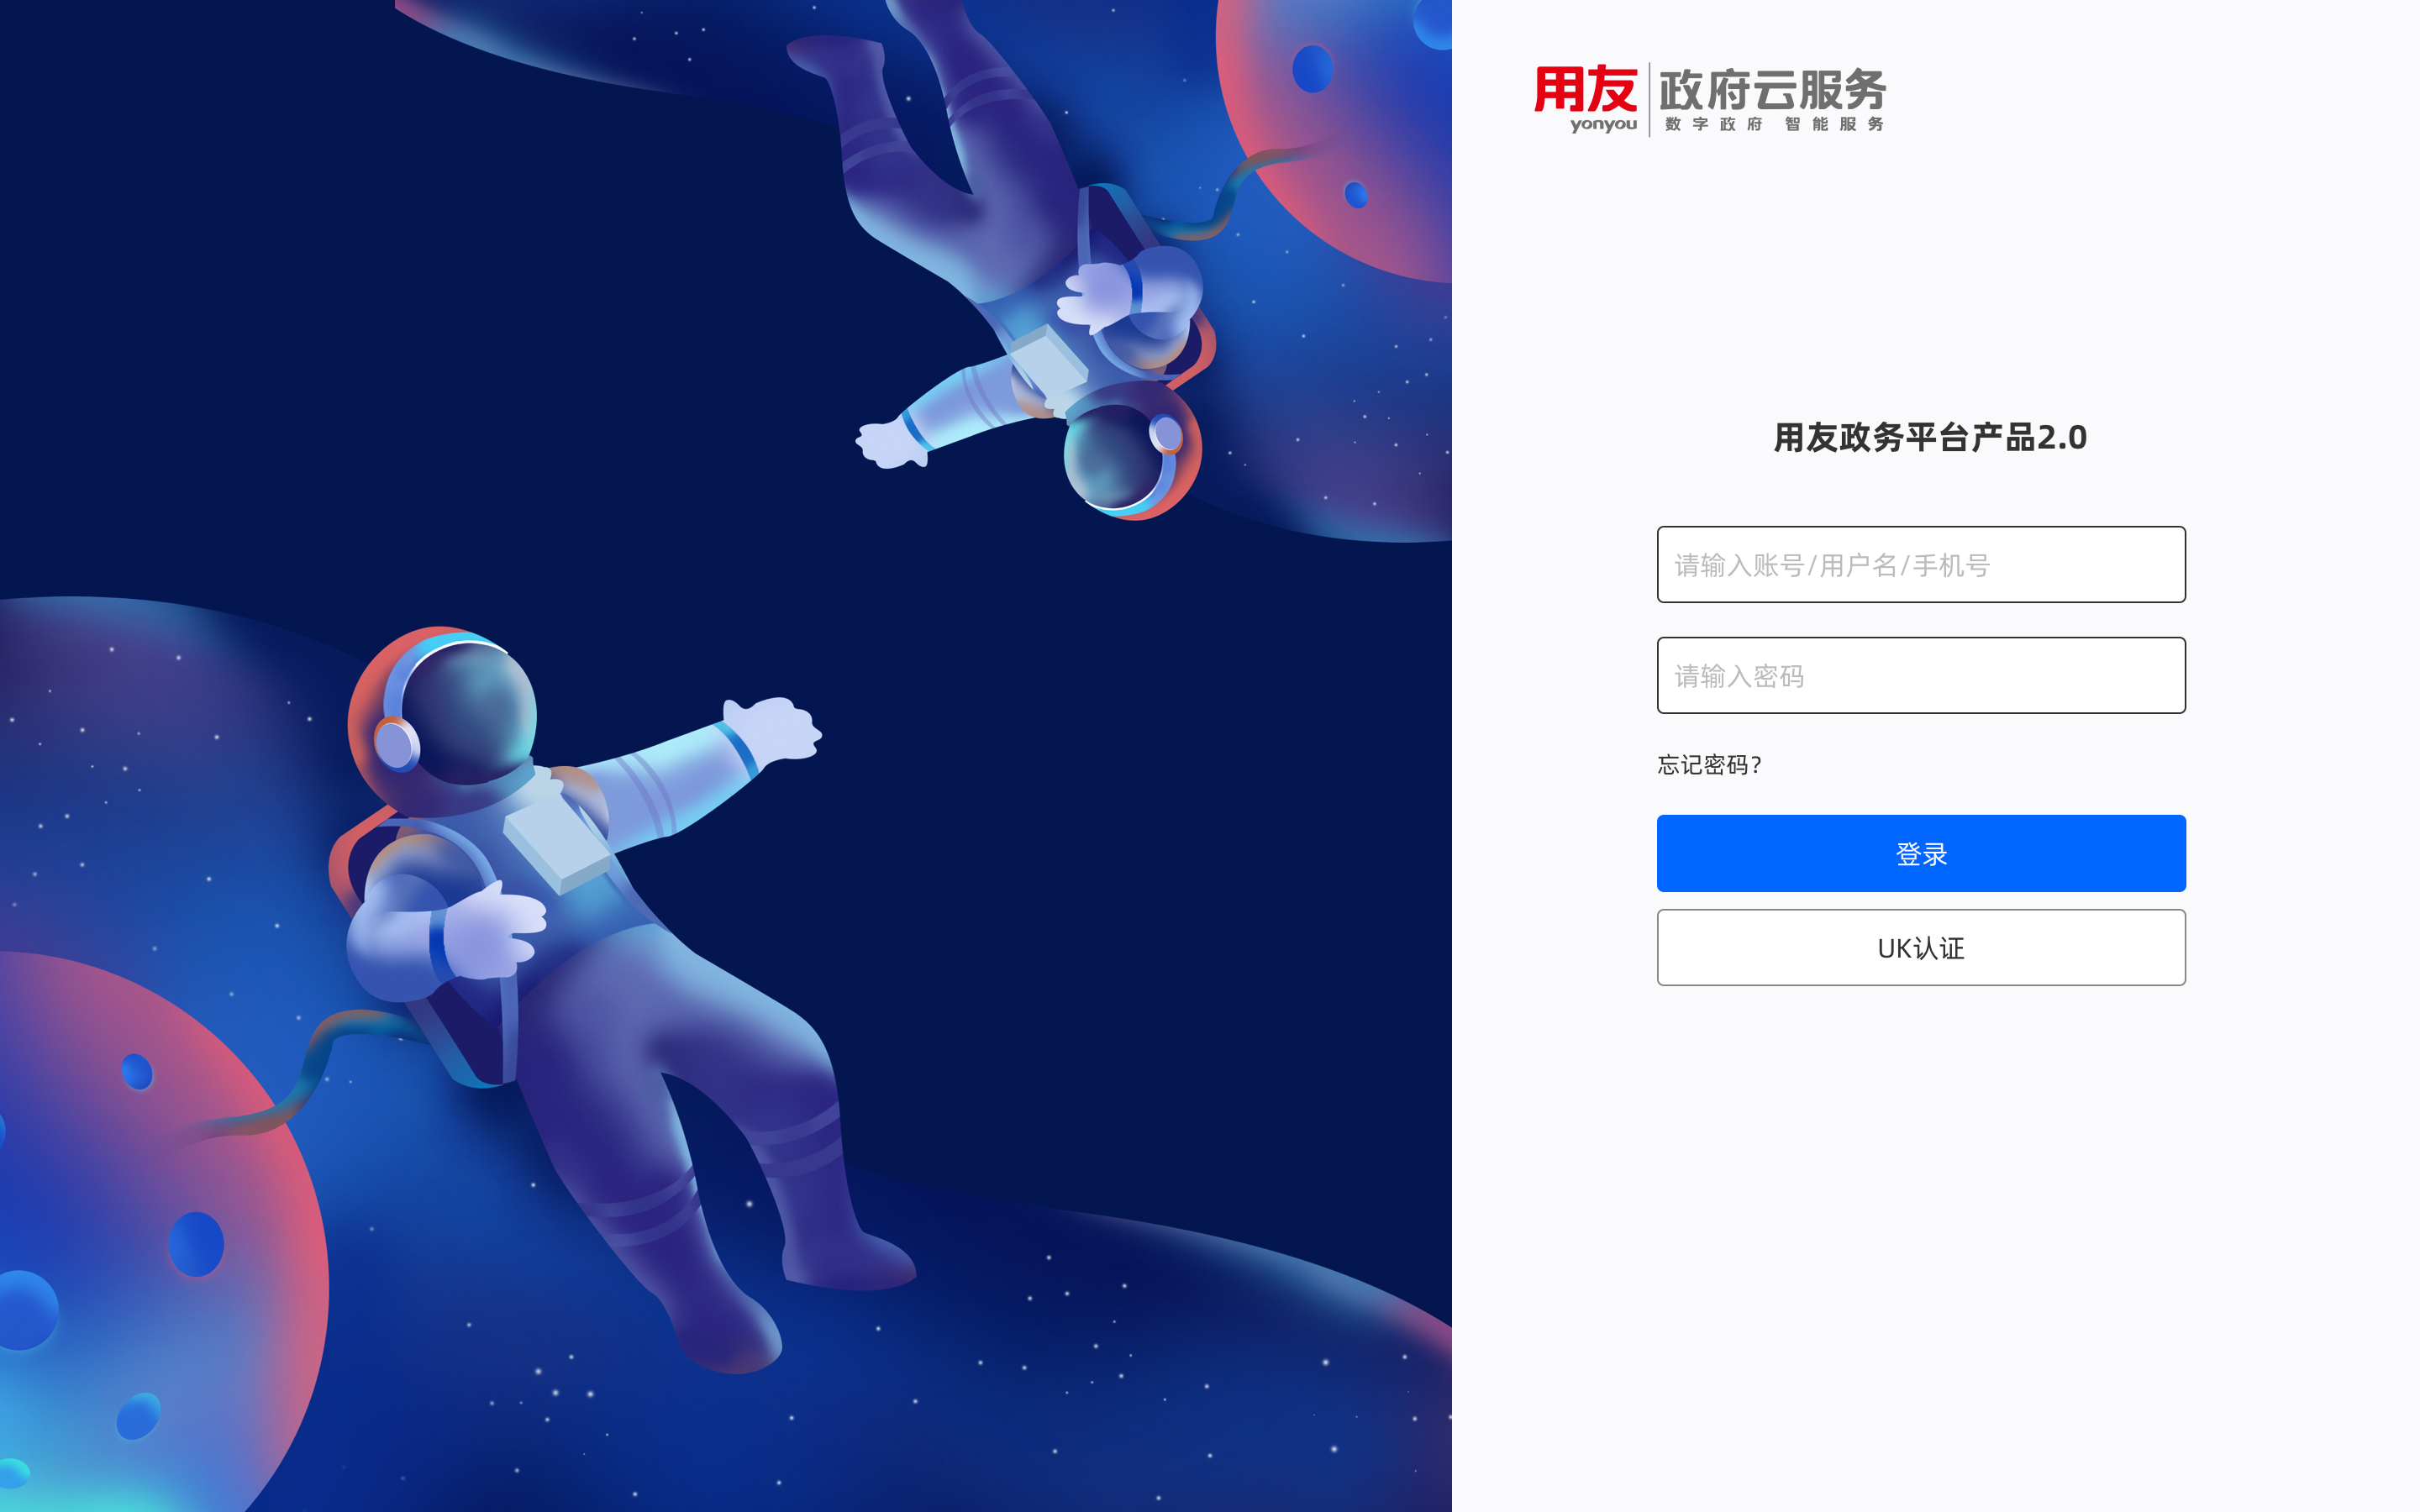 用友 政府云服务
yonyou 数字政府 智能服务
用友政务平台产品2.0
请输入账号/用户名/手机号
请输入密码
忘记密码?
登录
UK认证